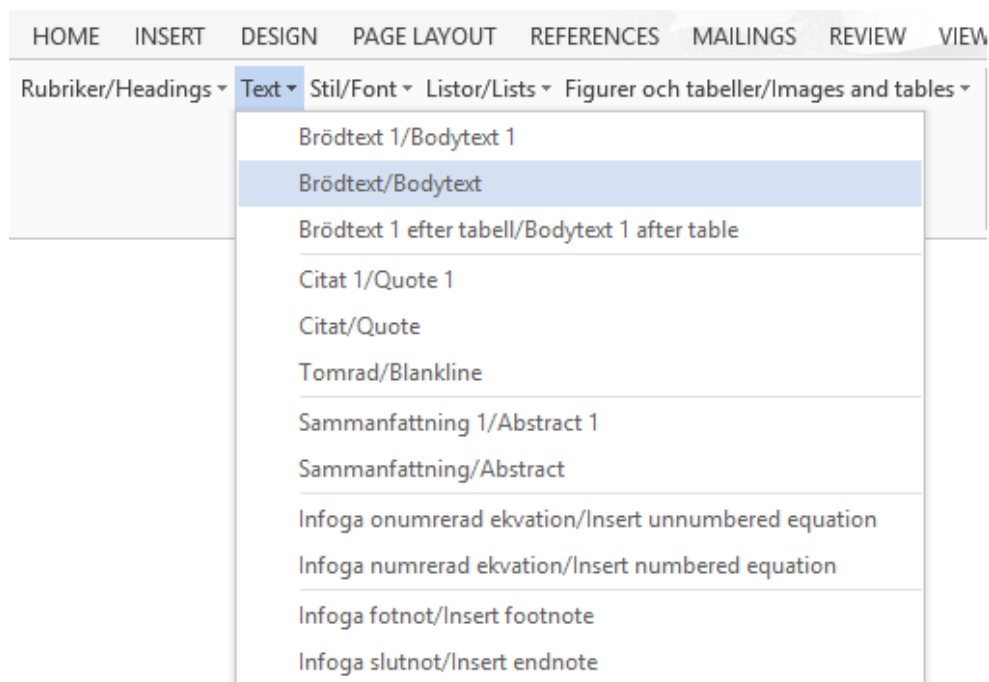 HOME INSERT DESIGN PAGE LAYOUT REFERENCES MAILINGS REVIEW VIEW
Rubriker/Headings Text Stil/Font Listor/Lists Figurer och tabeller/Images and tables
Brödtext 1/Bodytext 1
Brödtext/Bodytext
Brödtext 1 efter tabell/Bodytext 1 after table
Citat 1/Quote 1
Citat/Quote
Tomrad/Blankline
Sammanfattning 1/Abstract 1
Sammanfattning/Abstract
Infoga onumrerad ekvation/Insert unnumbered equation
Infoga numrerad ekvation/Insert numbered equation
Infoga fotnot/Insert footnote
Infoga slutnot/Insert endnote